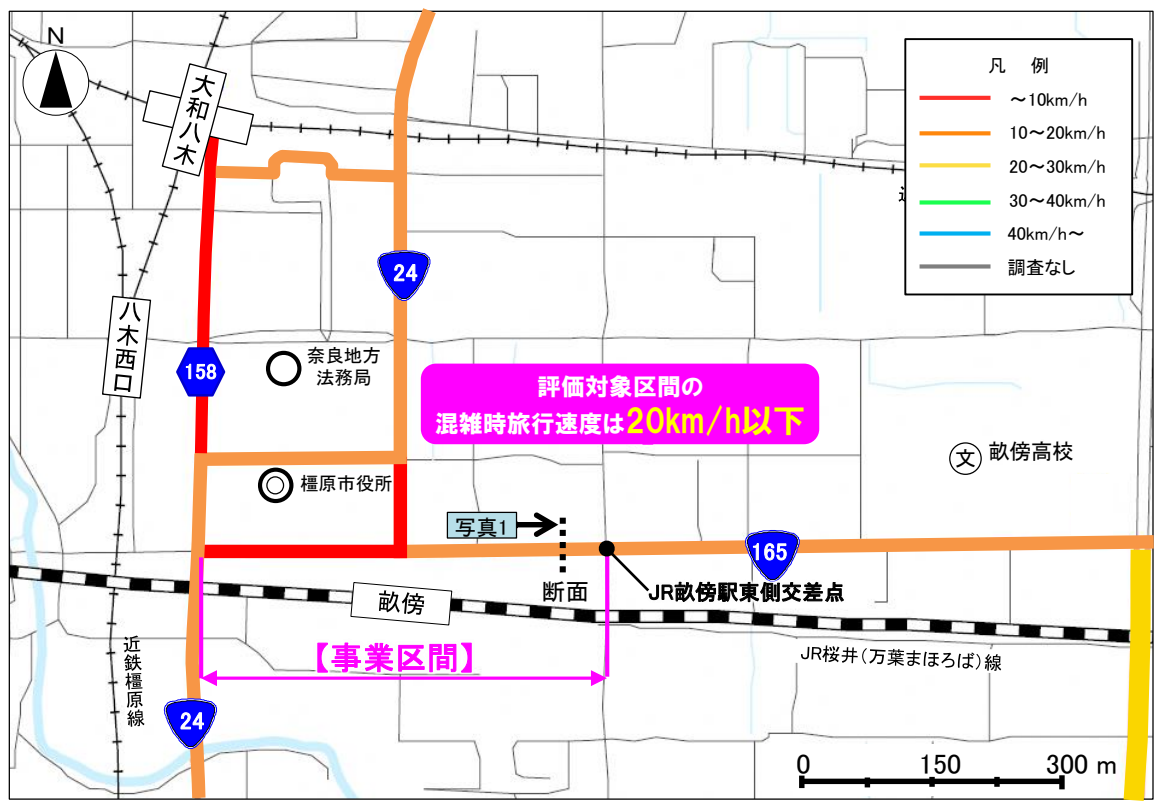 N
大和八木
凡 例
～10km/h
10～20km/h
20～30km/h
30～40km/h
40km/h～
調査なし
24
八木西口
158
奈良地方
法務局
評価対象区間の
混雑時旅行速度は20km/h以下
文
畝傍高校
橿原市役所
写真1
165
断面
JR畝傍駅東側交差点
畝傍
【事業区間】
JR桜井(万葉まほろば)線
近鉄橿原線
24
0 150 300 m